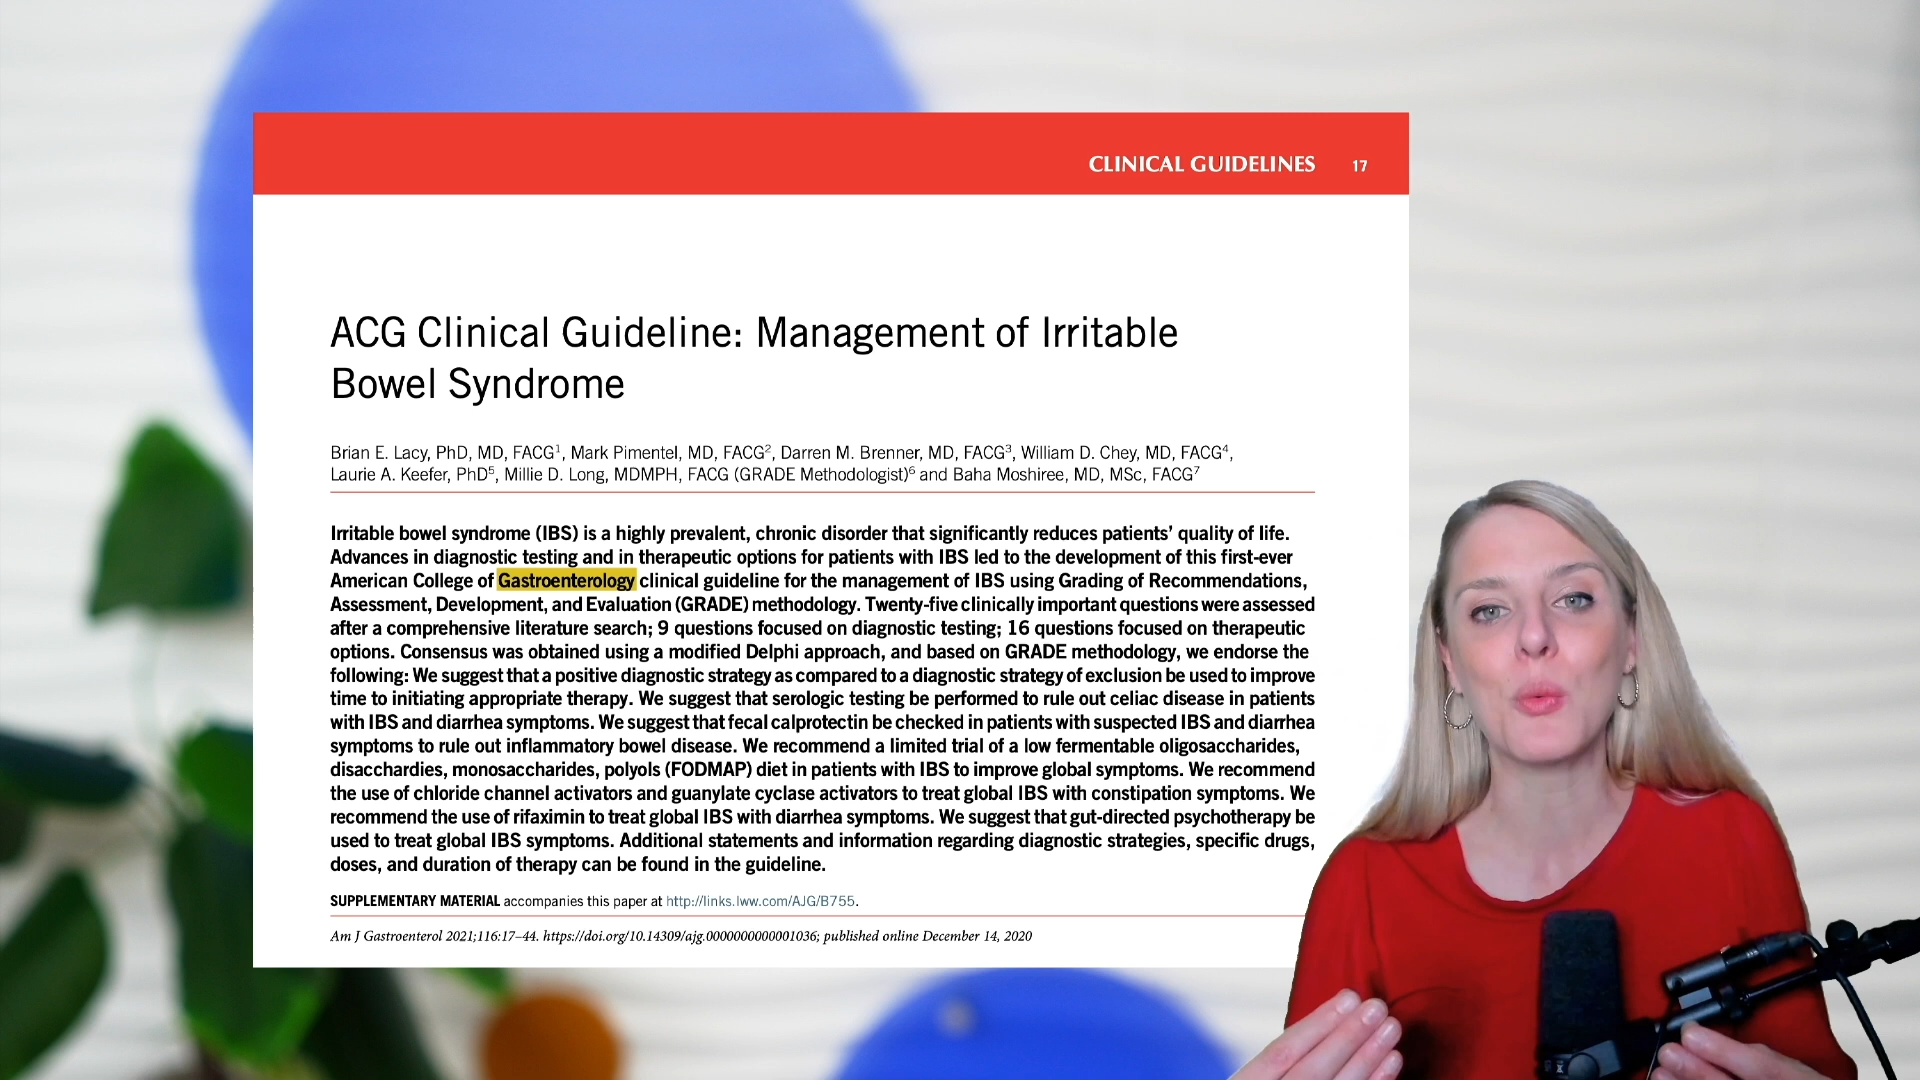 CLINICAL GUIDELINES 17
ACG Clinical Guideline: Management of Irritable
Bowel Syndrome
Brian E. Lacy, PhD, MD, FACG1, Mark Pimentel, MD, FACG2, Darren M. Brenner, MD, FACG3, William D. Chey, MD, FACG4,
Laurie A. Keefer, PhD5, Millie D. Long, MDMPH, FACG (GRADE Methodologist)6 and Baha Moshiree, MD, MSc, FACG7
Irritable bowel syndrome (IBS) is a highly prevalent, chronic disorder that significantly reduces patients’ quality of life.
Advances in diagnostic testing and in therapeutic options for patients with IBS led to the development of this first-ever
American College of Gastroenterology clinical guideline for the management of IBS using Grading of Recommendations,
Assessment, Development, and Evaluation (GRADE) methodology. Twenty-five clinically important questions were assessed
after a comprehensive literature search; 9 questions focused on diagnostic testing; 16 questions focused on therapeutic
options. Consensus was obtained using a modified Delphi approach, and based on GRADE methodology, we endorse the
following: We suggest that a positive diagnostic strategy as compared to a diagnostic strategy of exclusion be used to improve
time to initiating appropriate therapy. We suggest that serologic testing be performed to rule out celiac disease in patients
with IBS and diarrhea symptoms. We suggest that fecal calprotectin be checked in patients with suspected IBS and diarrhea
symptoms to rule out inflammatory bowel disease. We recommend a limited trial of a low fermentable oligosaccharides,
disacchardies, monosaccharides, polyols (FODMAP) diet in patients with IBS to improve global symptoms. We recommend
the use of chloride channel activators and guanylate cyclase activators to treat global IBS with constipation symptoms. We
recommend the use of rifaximin to treat global IBS with diarrhea symptoms. We suggest that gut-directed psychotherapy be
used to treat global IBS symptoms. Additional statements and information regarding diagnostic strategies, specific drugs,
doses, and duration of therapy can be found in the guideline.
SUPPLEMENTARY MATERIAL accompanies this paper at http://links.lww.com/AJG/B755.
Am J Gastroenterol 2021;116:17–44. https://doi.org/10.14309/ajg.0000000000001036; published online December 14, 2020